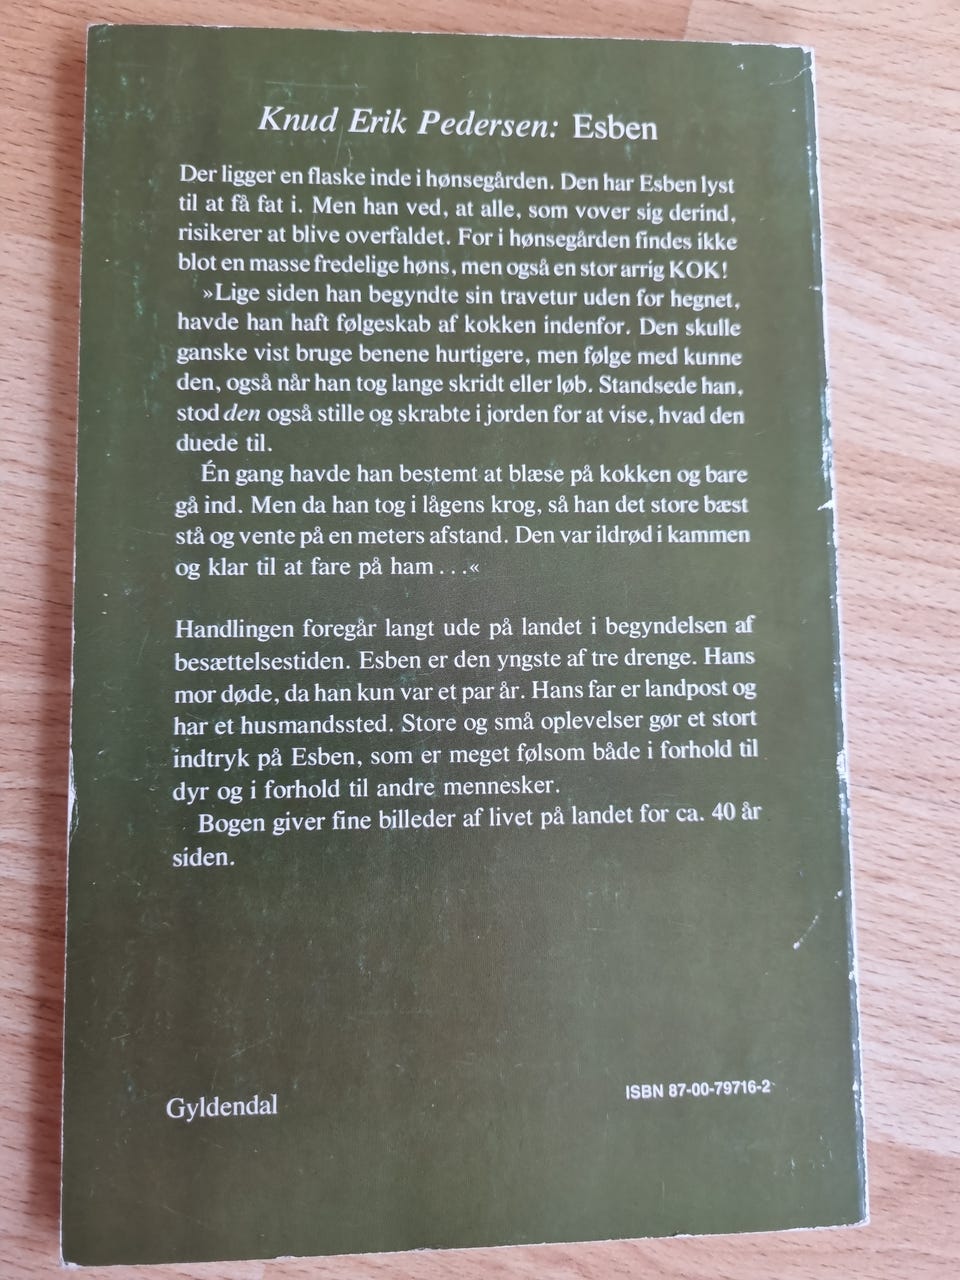 Knud Erik Pedersen: Esben
Der ligger en flaske inde i hønsegården. Den har Esben lyst
til at få fat i. Men han ved, at alle, som vover sig derind,
risikerer at blive overfaldet. For i hønsegården findes ikke
blot en masse fredelige høns, men også en stor arrig KOK!
»Lige siden han begyndte sin travetur uden for hegnet,
havde han haft følgeskab af kokken indenfor. Den skulle
ganske vist bruge benene hurtigere, men følge med kunne
den, også når han tog lange skridt eller løb. Standsede han,
stod den også stille og skrabte i jorden for at vise, hvad den
duede til.
Én gang havde han bestemt at blæse på kokken og bare
gå ind. Men da han tog i lågens krog, så han det store bæst
stå og vente på en meters afstand. Den var ildrød i kammen
og klar til at fare på ham . . .«
Handlingen foregår langt ude på landet i begyndelsen af
besættelsestiden. Esben er den yngste af tre drenge. Hans
mor døde, da han kun var et par år. Hans far er landpost og
har et husmandssted. Store og små oplevelser gør et stort
indtryk på Esben, som er meget følsom både i forhold til
dyr og i forhold til andre mennesker.
Bogen giver fine billeder af livet på landet for ca. 40 år
siden.
Gyldendal
ISBN 87-00-79716-2